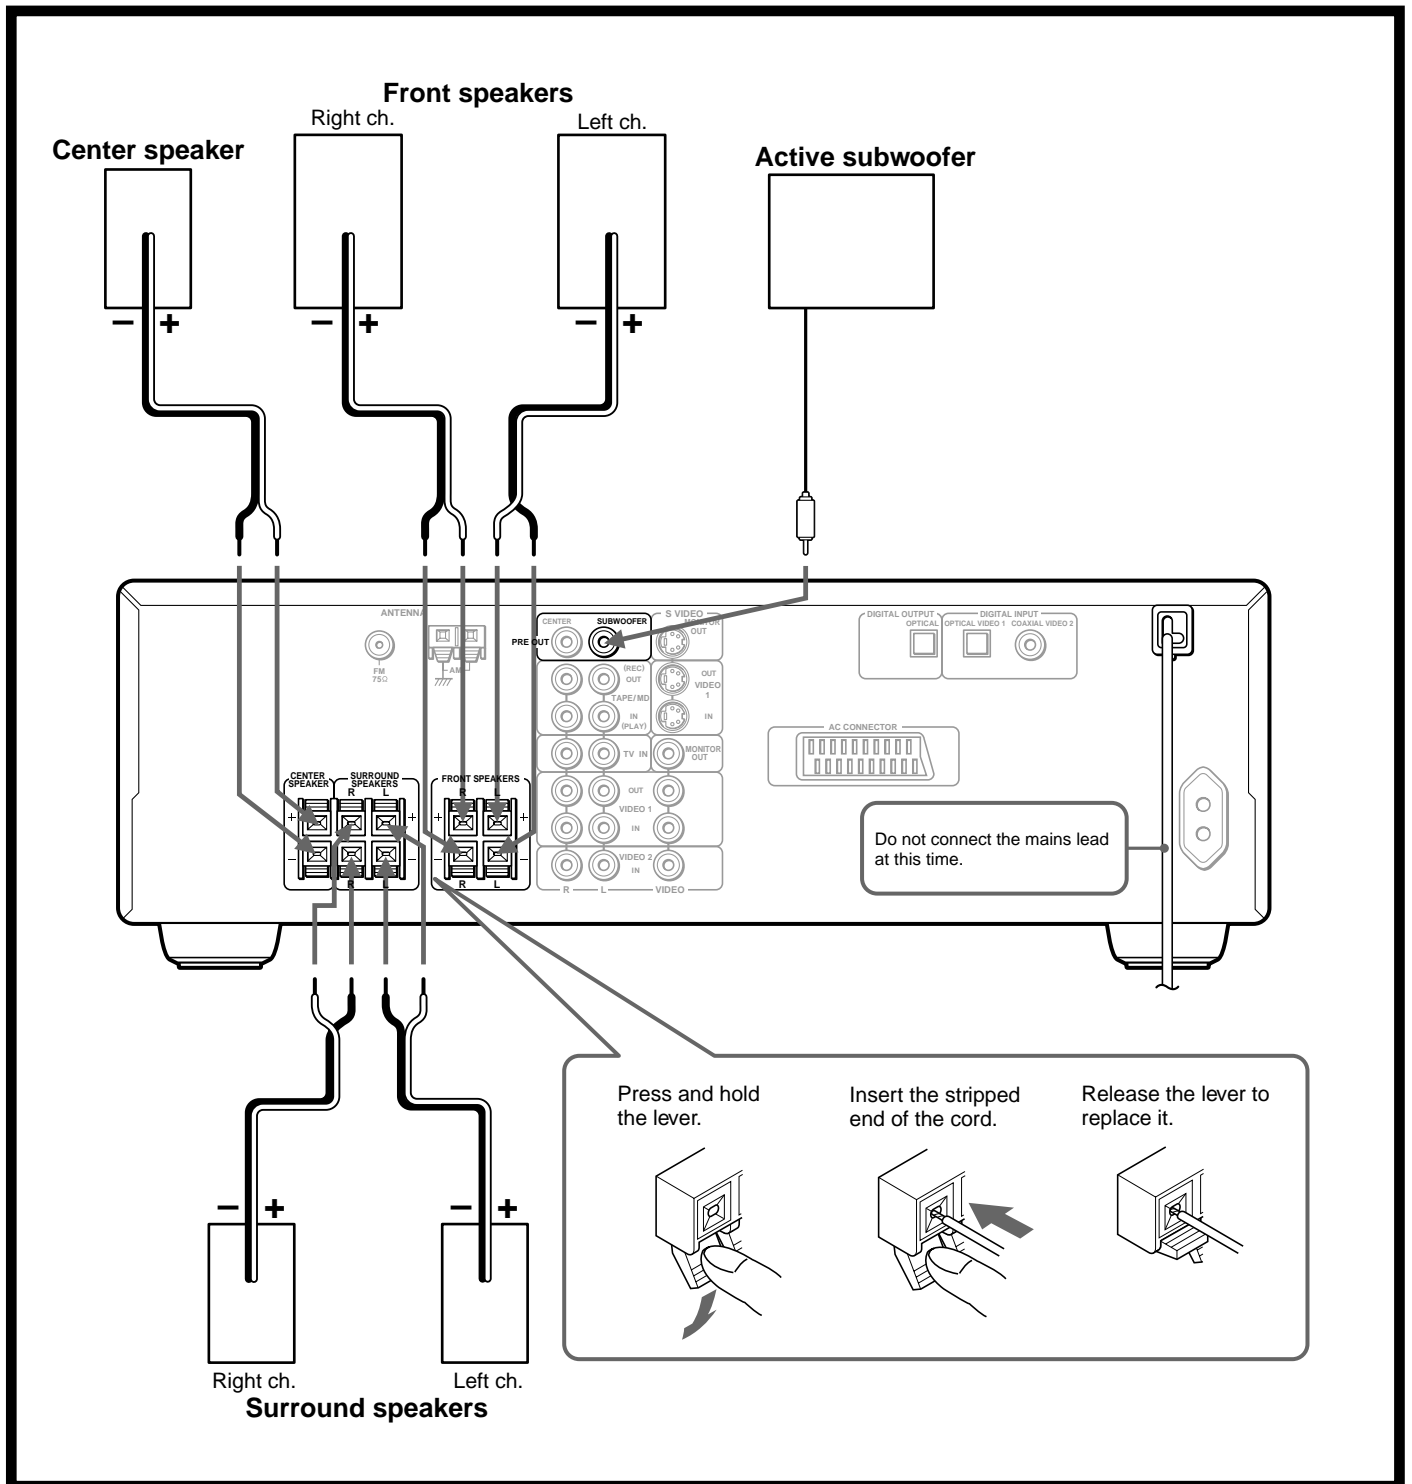 Front speakers
Right ch.
Left ch.
Center speaker
Active subwoofer
− +
− +
− +
ANTENNA
FM
75Ω
AM
CENTER
SUBWOOFER
PRE OUT
S VIDEO
MONITOR
OUT
(REC)
OUT
TAPE/MD
IN
(PLAY)
OUT
VIDEO
1
IN
TV IN
MONITOR
OUT
OUT
VIDEO 1
IN
VIDEO 2
IN
R L VIDEO
DIGITAL OUTPUT
OPTICAL
DIGITAL INPUT
OPTICAL VIDEO 1 COAXIAL VIDEO 2
AC CONNECTOR
CENTER
SPEAKER
SURROUND
SPEAKERS
R L
+ +
− −
R L
FRONT SPEAKERS
R L
+ +
− −
R L
Do not connect the mains lead
at this time.
Press and hold
the lever.
Insert the stripped
end of the cord.
Release the lever to
replace it.
− +
− +
Right ch.
Left ch.
Surround speakers